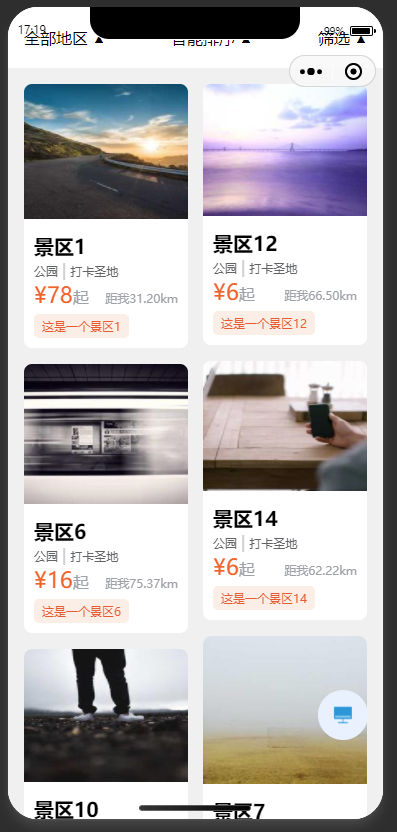 17:19
99%
全部地区 ▲
智能排序 ▲
筛选 ▲
景区1
公园 | 打卡圣地
¥78起 距我31.20km
这是一个景区1
景区12
公园 | 打卡圣地
¥6起 距我66.50km
这是一个景区12
景区6
公园 | 打卡圣地
¥16起 距我75.37km
这是一个景区6
景区14
公园 | 打卡圣地
¥6起 距我62.22km
这是一个景区14
景区10
景区7